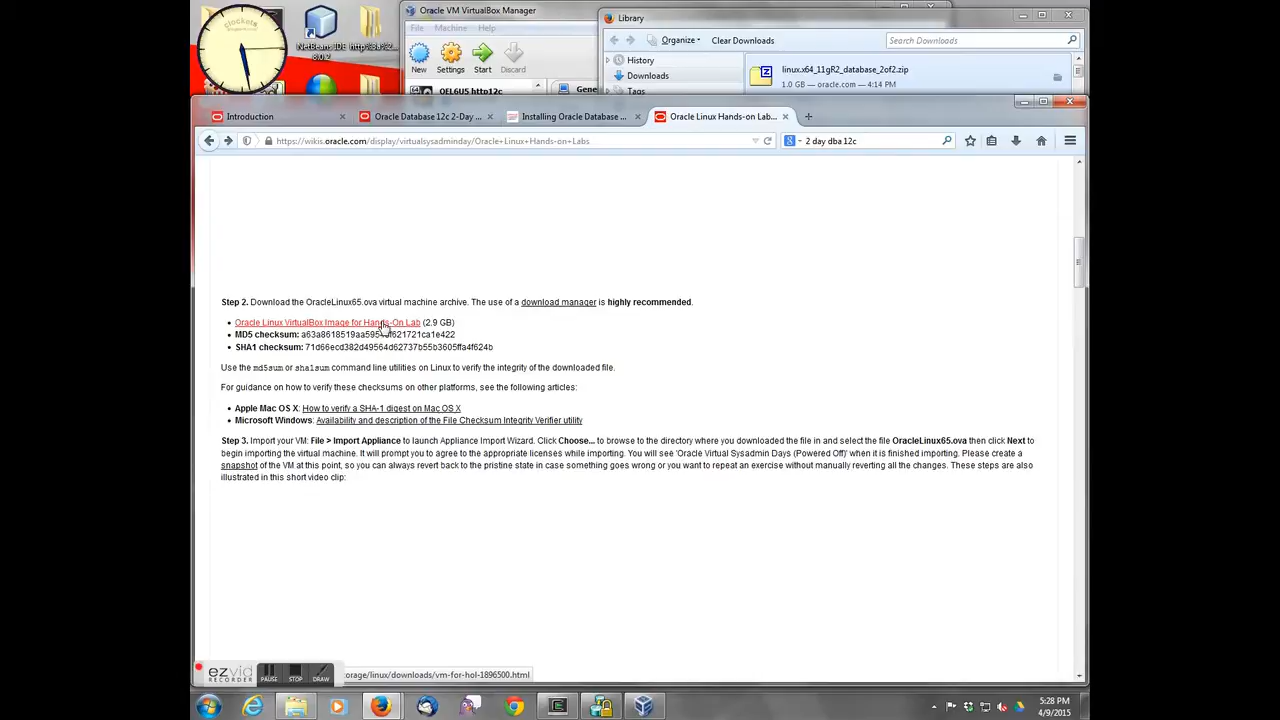 Oracle VM VirtualBox Manager
Library
File Machine Help
Organize
Clear Downloads
Search Downloads
NetBeans IDE
8.0.2
New Settings Start Discard
History
Downloads
Tags
linux.x64_11gR2_database_2of2.zip
1.0 GB — oracle.com — 4:14 PM
OEL6U5 http12c
Introduction
Oracle Database 12c 2-Day ...
Installing Oracle Database ...
Oracle Linux Hands-on Lab...
https://wikis.oracle.com/display/virtualsysadminday/Oracle+Linux+Hands-on+Labs
2 day dba 12c
Step 2. Download the OracleLinux65.ova virtual machine archive. The use of a download manager is highly recommended.
Oracle Linux VirtualBox Image for Hands-On Lab (2.9 GB)
MD5 checksum:
SHA1 checksum: 71d66ecd382d49564d62737b55b3605ffa4f624b
Use the md5sum or sha1sum command line utilities on Linux to verify the integrity of the downloaded file.
For guidance on how to verify these checksums on other platforms, see the following articles:
Apple Mac OS X: How to verify a SHA-1 digest on Mac OS X
Microsoft Windows: Availability and description of the File Checksum Integrity Verifier utility
Step 3. Import your VM: File > Import Appliance to launch Appliance Import Wizard. Click Choose... to browse to the directory where you downloaded the file in and select the file OracleLinux65.ova then click Next to
begin importing the virtual machine. It will prompt you to agree to the appropriate licenses while importing. You will see 'Oracle Virtual Sysadmin Days (Powered Off)' when it is finished importing. Please create a
snapshot of the VM at this point, so you can always revert back to the pristine state in case something goes wrong or you want to repeat an exercise without manually reverting all the changes. These steps are also
illustrated in this short video clip:
ezvid
RECORDER
PAUSE STOP DRAW
orage/linux/downloads/vm-for-hol-1896500.html
5:28 PM
4/9/2015